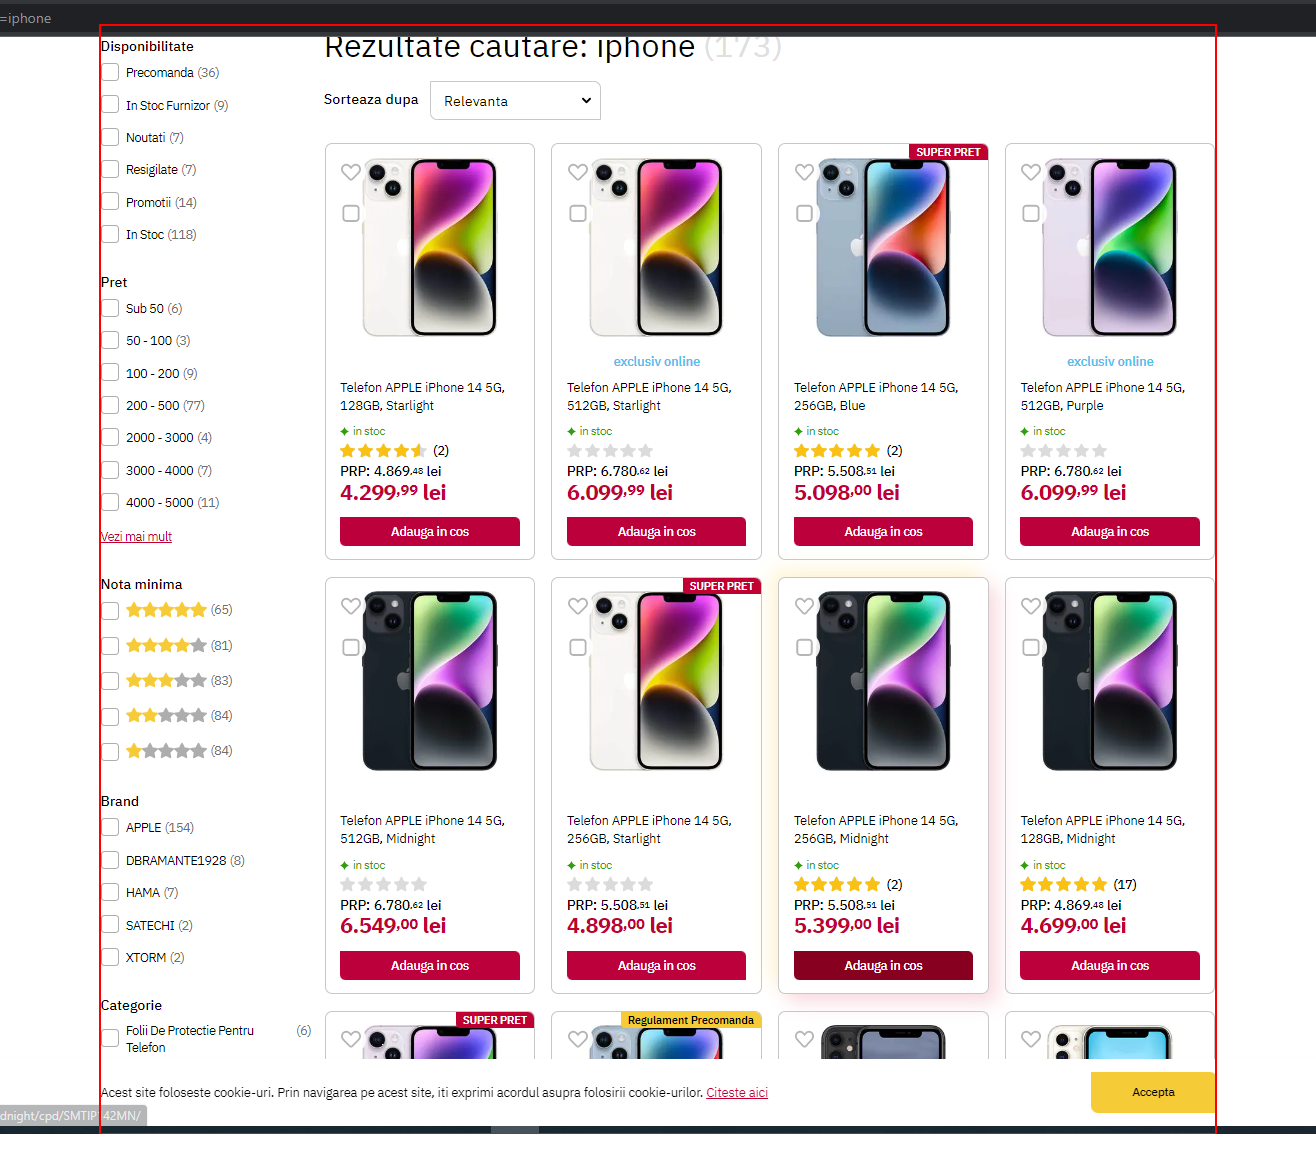 =iphone
Rezultate cautare: iphone (173)
Sorteaza dupa
Relevanta
Disponibilitate
Precomanda (36)
In Stoc Furnizor (9)
Noutati (7)
Resigilate (7)
Promotii (14)
In Stoc (118)
Pret
Sub 50 (6)
50 - 100 (3)
100 - 200 (9)
200 - 500 (77)
2000 - 3000 (4)
3000 - 4000 (7)
4000 - 5000 (11)
Vezi mai mult
Nota minima
(65)
(81)
(83)
(84)
(84)
Brand
APPLE (154)
DBRAMANTE1928 (8)
HAMA (7)
SATECHI (2)
XTORM (2)
Categorie
Folii De Protectie Pentru (6)
Telefon
Telefon APPLE iPhone 14 5G,
128GB, Starlight
in stoc
(2)
PRP: 4.869,48 lei
4.299,99 lei
Adauga in cos
exclusiv online
Telefon APPLE iPhone 14 5G,
512GB, Starlight
in stoc
PRP: 6.780,62 lei
6.099,99 lei
Adauga in cos
SUPER PRET
Telefon APPLE iPhone 14 5G,
256GB, Blue
in stoc
(2)
PRP: 5.508,51 lei
5.098,00 lei
Adauga in cos
exclusiv online
Telefon APPLE iPhone 14 5G,
512GB, Purple
in stoc
PRP: 6.780,62 lei
6.099,99 lei
Adauga in cos
Telefon APPLE iPhone 14 5G,
512GB, Midnight
in stoc
PRP: 6.780,62 lei
6.549,00 lei
Adauga in cos
SUPER PRET
Telefon APPLE iPhone 14 5G,
256GB, Starlight
in stoc
PRP: 5.508,51 lei
4.898,00 lei
Adauga in cos
Telefon APPLE iPhone 14 5G,
256GB, Midnight
in stoc
(2)
PRP: 5.508,51 lei
5.399,00 lei
Adauga in cos
Telefon APPLE iPhone 14 5G,
128GB, Midnight
in stoc
(17)
PRP: 4.869,48 lei
4.699,00 lei
Adauga in cos
SUPER PRET
Regulament Precomanda
Acest site foloseste cookie-uri. Prin navigarea pe acest site, iti exprimi acordul asupra folosirii cookie-urilor. Citeste aici
Accepta